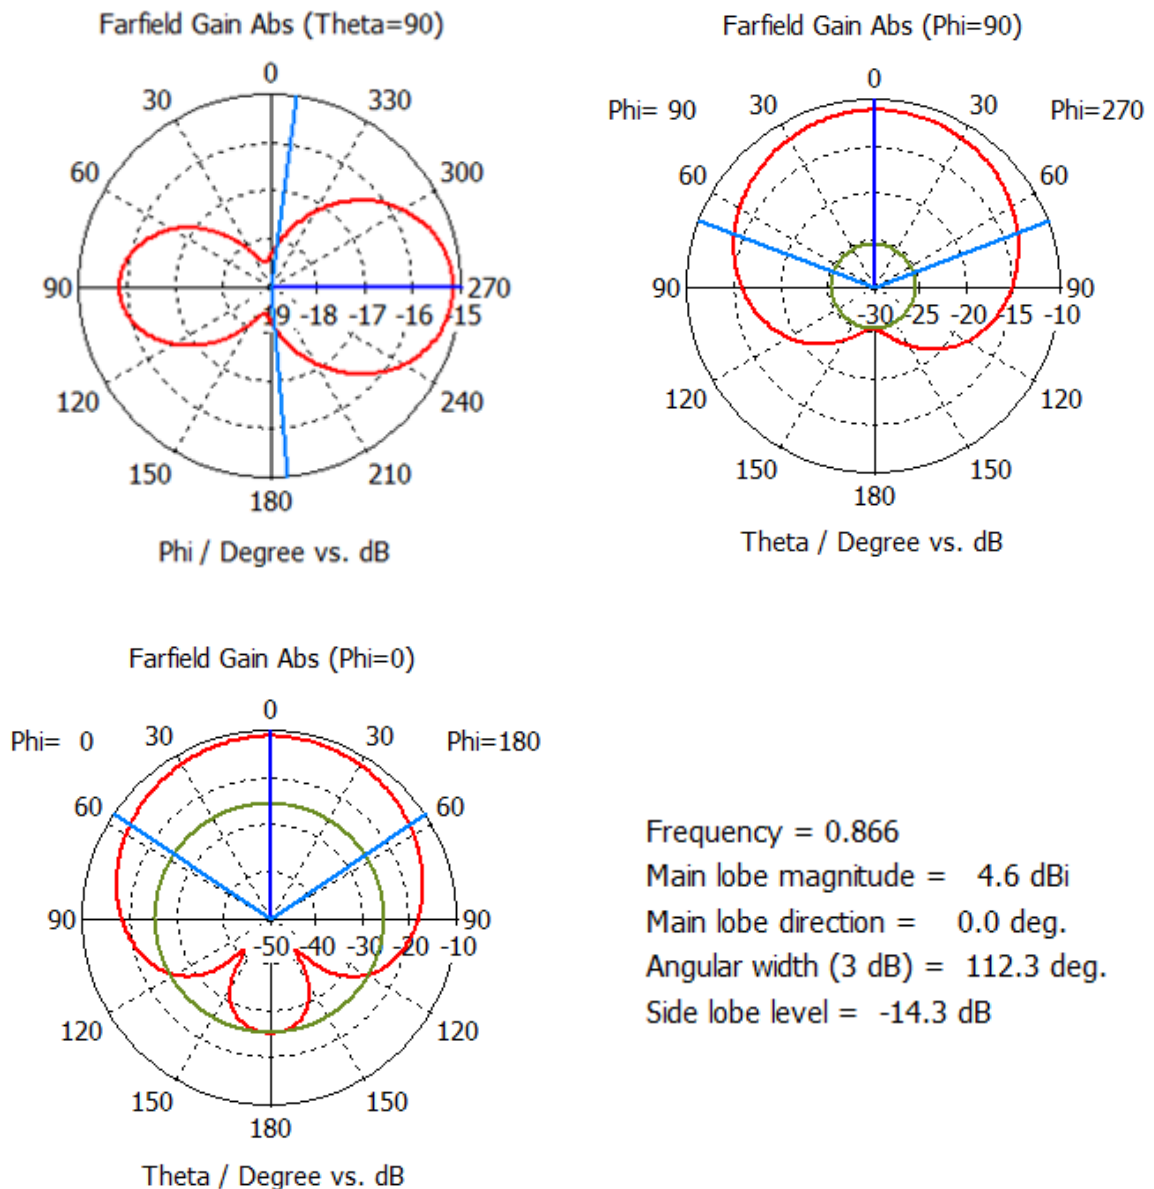 Farfield Gain Abs (Theta=90)
0
30 330
60 300
90 270
19 -18 -17 -16 -15
120 240
150 210
180
Phi / Degree vs. dB
Farfield Gain Abs (Phi=90)
0
Phi= 90 30 30 Phi=270
60 60
90 90
-30 -25 -20 -15 -10
120 120
150 150
180
Theta / Degree vs. dB
Farfield Gain Abs (Phi=0)
0
Phi= 0 30 30 Phi=180
60 60
90 90
-50 -40 -30 -20 -10
120 120
150 150
180
Theta / Degree vs. dB
Frequency = 0.866
Main lobe magnitude = 4.6 dBi
Main lobe direction = 0.0 deg.
Angular width (3 dB) = 112.3 deg.
Side lobe level = -14.3 dB